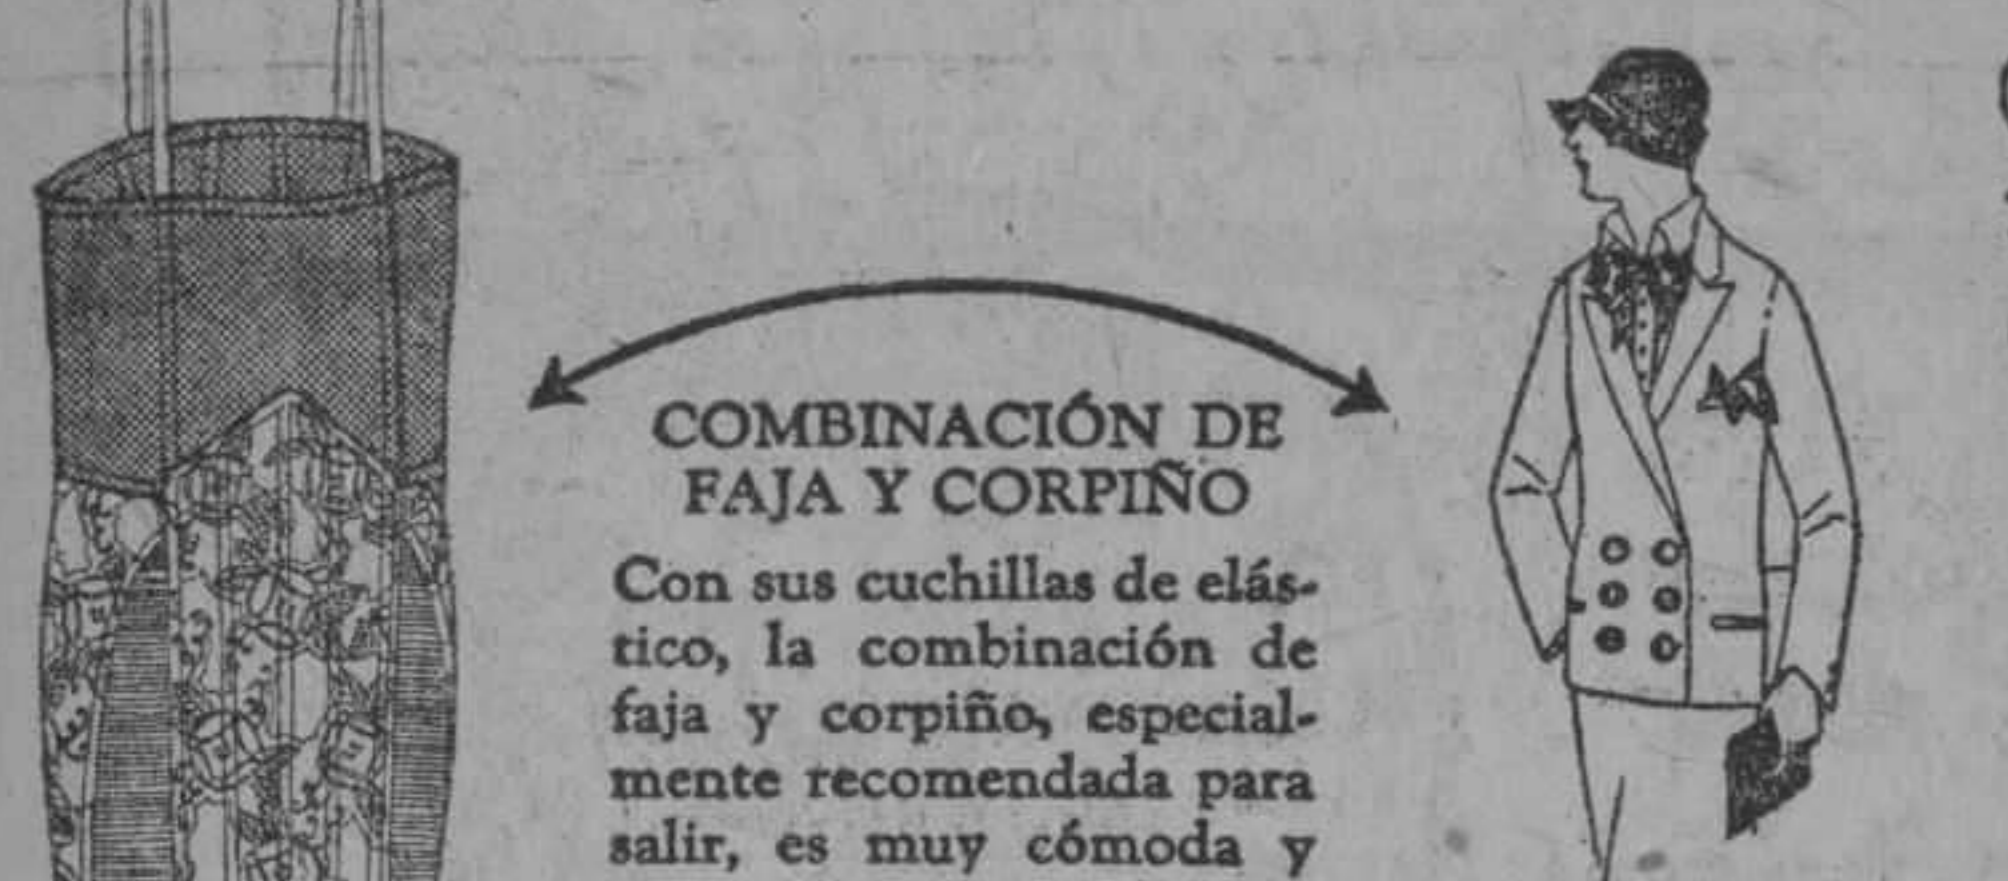 COMBINACIÓN DE
FAJA Y CORPIÑO
Con sus cuchillas de elás-
tico, la combinación de
faja y corpiño, especial-
mente recomendada para
salir, es muy cómoda y